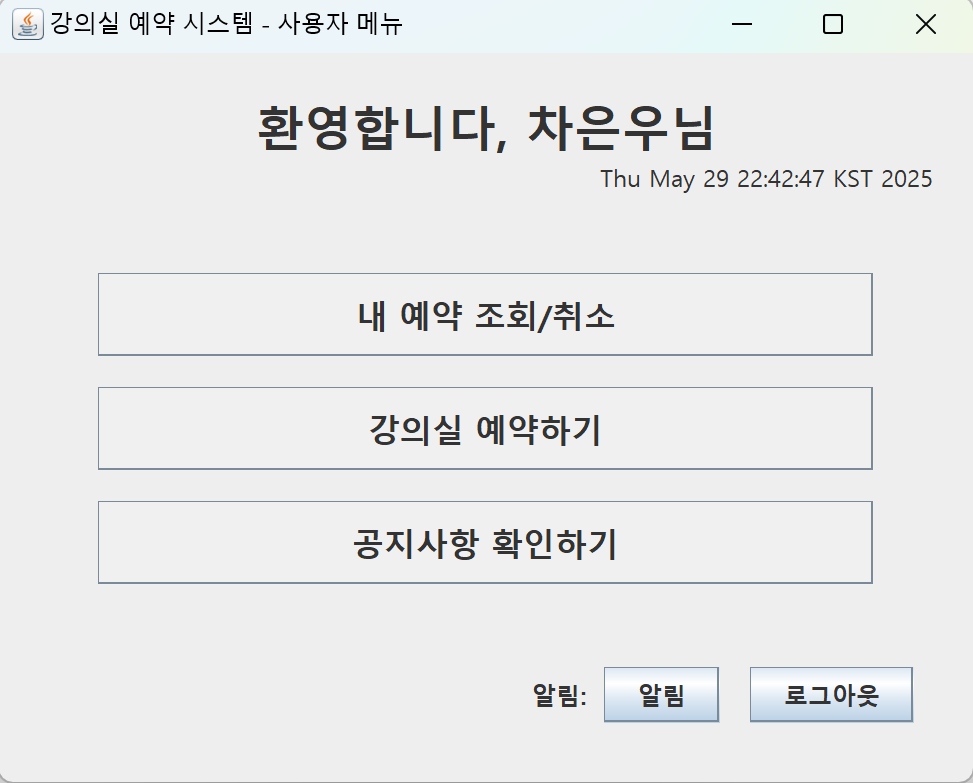 강의실 예약 시스템 - 사용자 메뉴
환영합니다, 차은우님
Thu May 29 22:42:47 KST 2025
내 예약 조회/취소
강의실 예약하기
공지사항 확인하기
알림: 알림 로그아웃